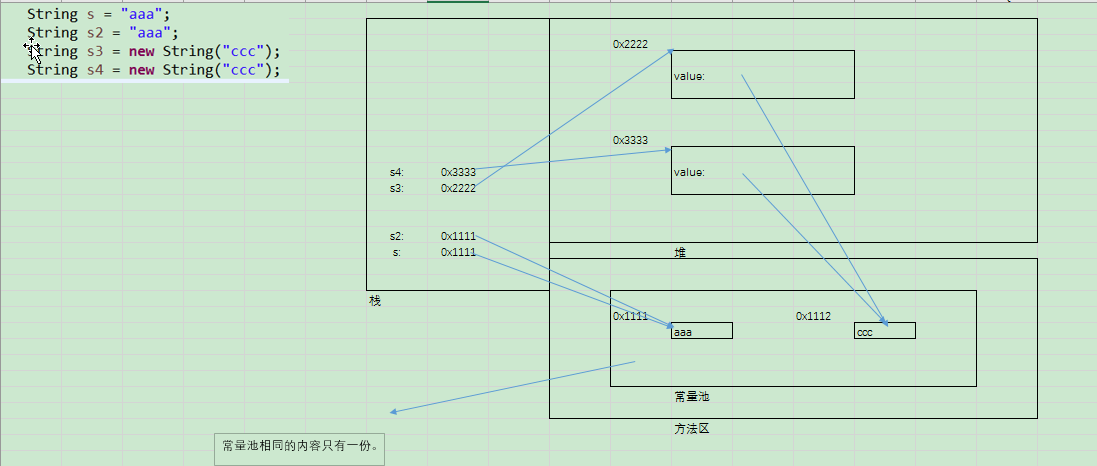 String s = "aaa";
String s2 = "aaa";
String s3 = new String("ccc");
String s4 = new String("ccc");
0x2222
value:
0x3333
value:
s4: 0x3333
s3: 0x2222
s2: 0x1111
s: 0x1111
堆
栈
0x1111
0x1112
aaa
ccc
常量池
方法区
常量池相同的内容只有一份。